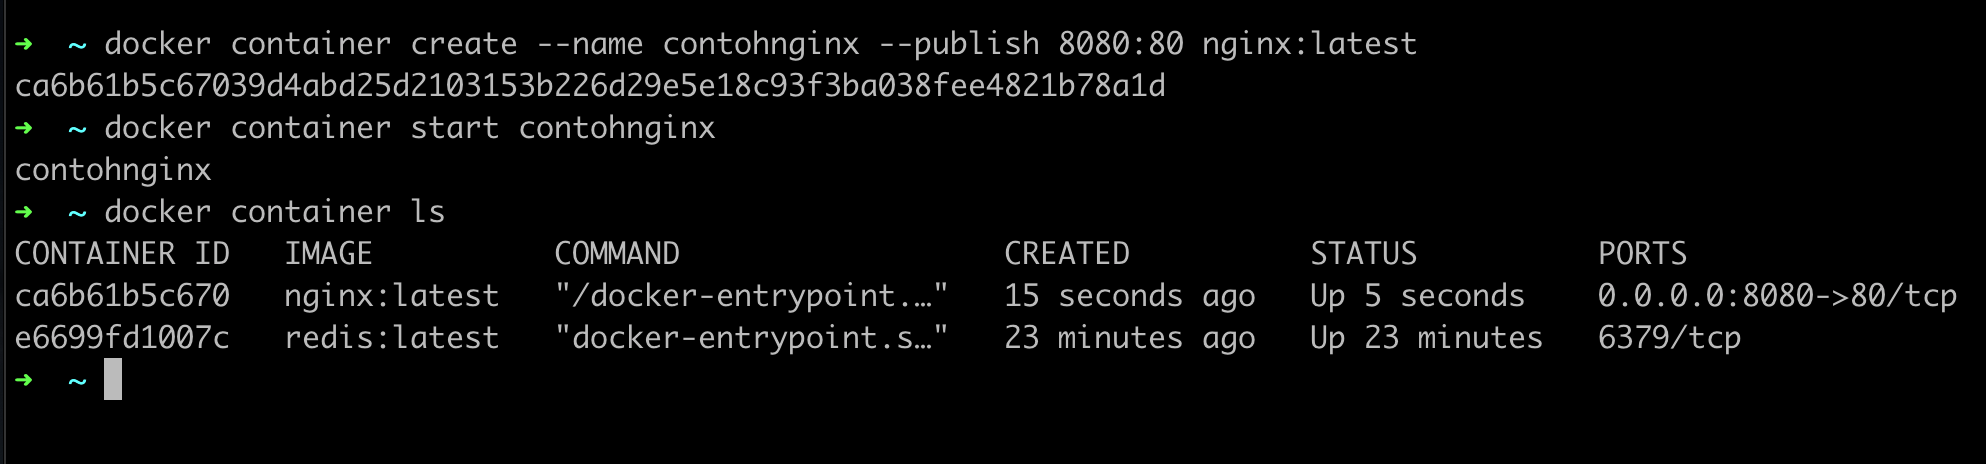 ➜  ~ docker container create --name contohnginx --publish 8080:80 nginx:latest
ca6b61b5c67039d4abd25d2103153b226d29e5e18c93f3ba038fee4821b78a1d
➜  ~ docker container start contohnginx
contohnginx
➜  ~ docker container ls
CONTAINER ID   IMAGE          COMMAND                  CREATED          STATUS          PORTS
ca6b61b5c670   nginx:latest   "/docker-entrypoint.…"   15 seconds ago   Up 5 seconds    0.0.0.0:8080->80/tcp
e6699fd1007c   redis:latest   "docker-entrypoint.s…"   23 minutes ago   Up 23 minutes   6379/tcp
➜  ~